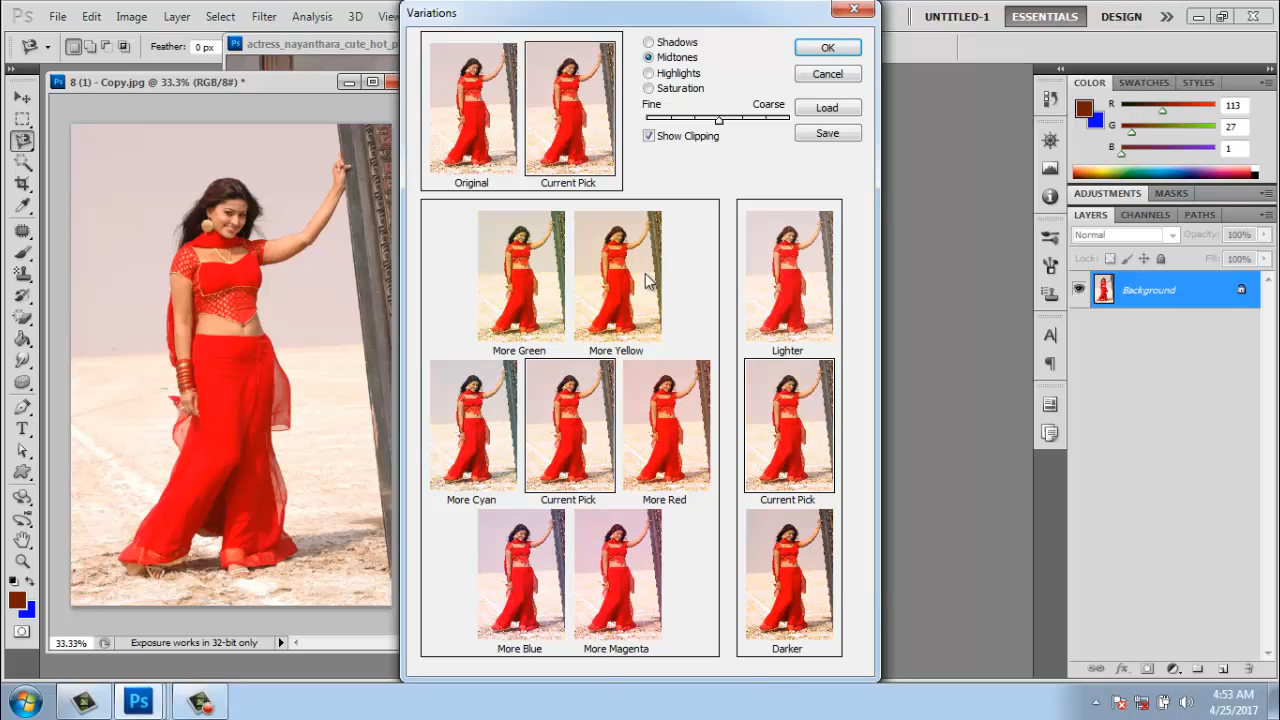 Ps File Edit Image Layer Select Filter Analysis 3D UNTITLED-1 ESSENTIALS DESIGN
Feather: 0 px
actress_nayanthara_cute_hot_p
8 (1) - Copy.jpg @ 33.3% (RGB/8#) *
33.33% Exposure works in 32-bit only
Variations
Original Current Pick
Shadows
Midtones
Highlights
Saturation
Fine Coarse
Show Clipping
OK
Cancel
Load
Save
More Green More Yellow
More Cyan Current Pick More Red
More Blue More Magenta
Lighter
Current Pick
Darker
COLOR SWATCHES STYLES
R 113
G 27
B 1
ADJUSTMENTS MASKS
LAYERS CHANNELS PATHS
Normal Opacity: 100%
Lock: Fill: 100%
Background
Ps
4:53 AM
4/25/2017